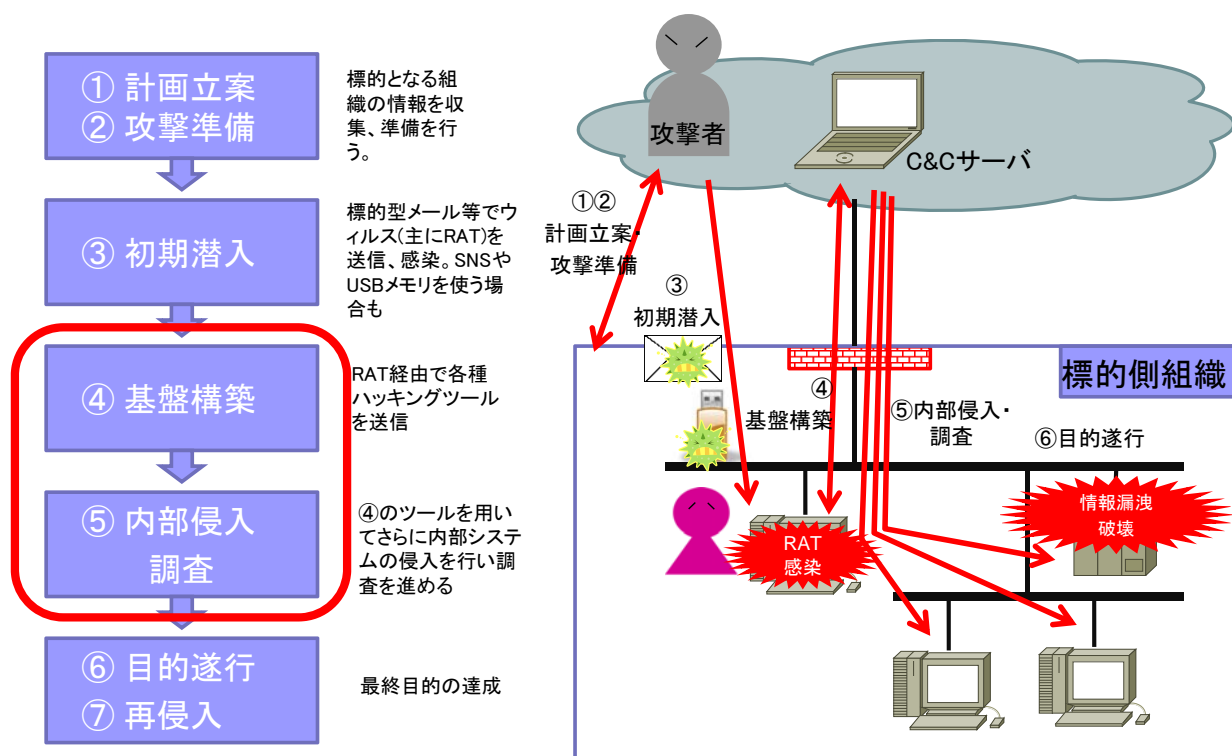 ① 計画立案
② 攻撃準備
標的となる組
織の情報を収
集、準備を行
う。
③ 初期潜入
標的型メール等でウ
ィルス(主にRAT)を
送信、感染。SNSや
USBメモリを使う場
合も
④ 基盤構築
RAT経由で各種
ハッキングツール
を送信
⑤ 内部侵入
調査
④のツールを用い
てさらに内部システ
ムの侵入を行い調
査を進める
⑥ 目的遂行
⑦ 再侵入
最終目的の達成
攻撃者
C&Cサーバ
①②
計画立案・
攻撃準備
③
初期潜入
標的側組織
④
基盤構築
⑤内部侵入・
調査
⑥目的遂行
RAT
感染
情報漏洩
破壊